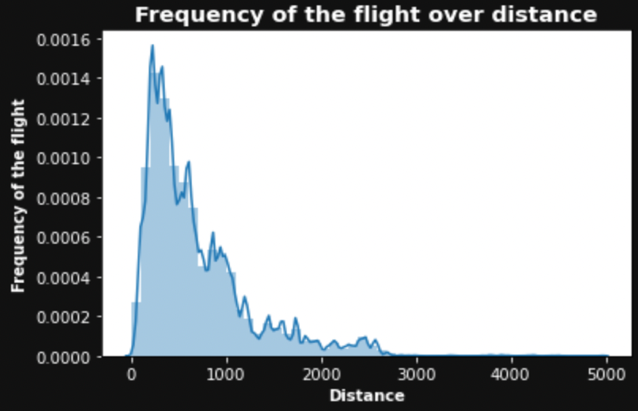 Frequency of the flight over distance
Frequency of the flight
0.0016
0.0014
0.0012
0.0010
0.0008
0.0006
0.0004
0.0002
0.0000
0 1000 2000 3000 4000 5000
Distance